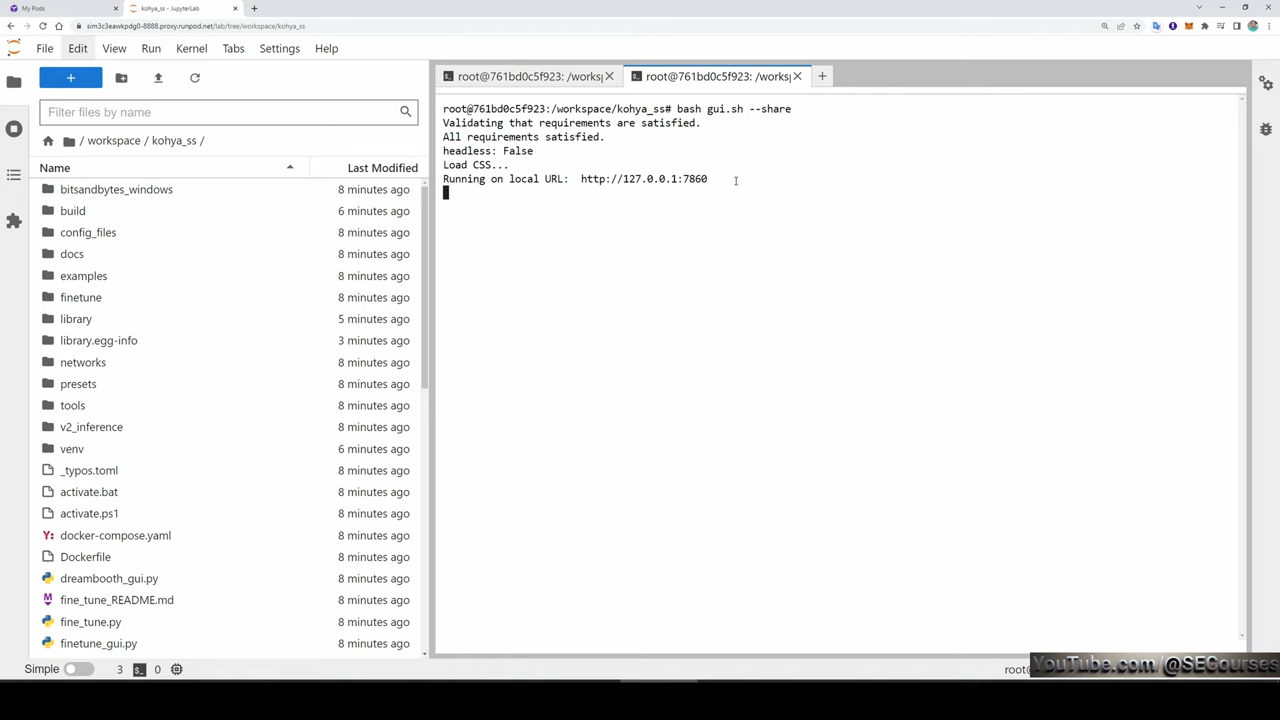 My Pods
kohya_ss - JupyterLab
sim3c3eawkpdg0-8888.proxy.runpod.net/lab/tree/workspace/kohya_ss
File Edit View Run Kernel Tabs Settings Help
root@761bd0c5f923: /works
root@761bd0c5f923: /works
Filter files by name
/ workspace / kohya_ss /
Name Last Modified
bitsandbytes_windows 8 minutes ago
build 6 minutes ago
config_files 8 minutes ago
docs 8 minutes ago
examples 8 minutes ago
finetune 8 minutes ago
library 5 minutes ago
library.egg-info 3 minutes ago
networks 8 minutes ago
presets 8 minutes ago
tools 8 minutes ago
v2_inference 8 minutes ago
venv 6 minutes ago
_typos.toml 8 minutes ago
activate.bat 8 minutes ago
activate.ps1 8 minutes ago
docker-compose.yaml 8 minutes ago
Dockerfile 8 minutes ago
dreambooth_gui.py 8 minutes ago
fine_tune_README.md 8 minutes ago
fine_tune.py 8 minutes ago
finetune_gui.py 8 minutes ago
root@761bd0c5f923:/workspace/kohya_ss# bash gui.sh --share
Validating that requirements are satisfied.
All requirements satisfied.
headless: False
Load CSS...
Running on local URL:  http://127.0.0.1:7860
Simple 3 0
root@
YouTube.com/@SECourses